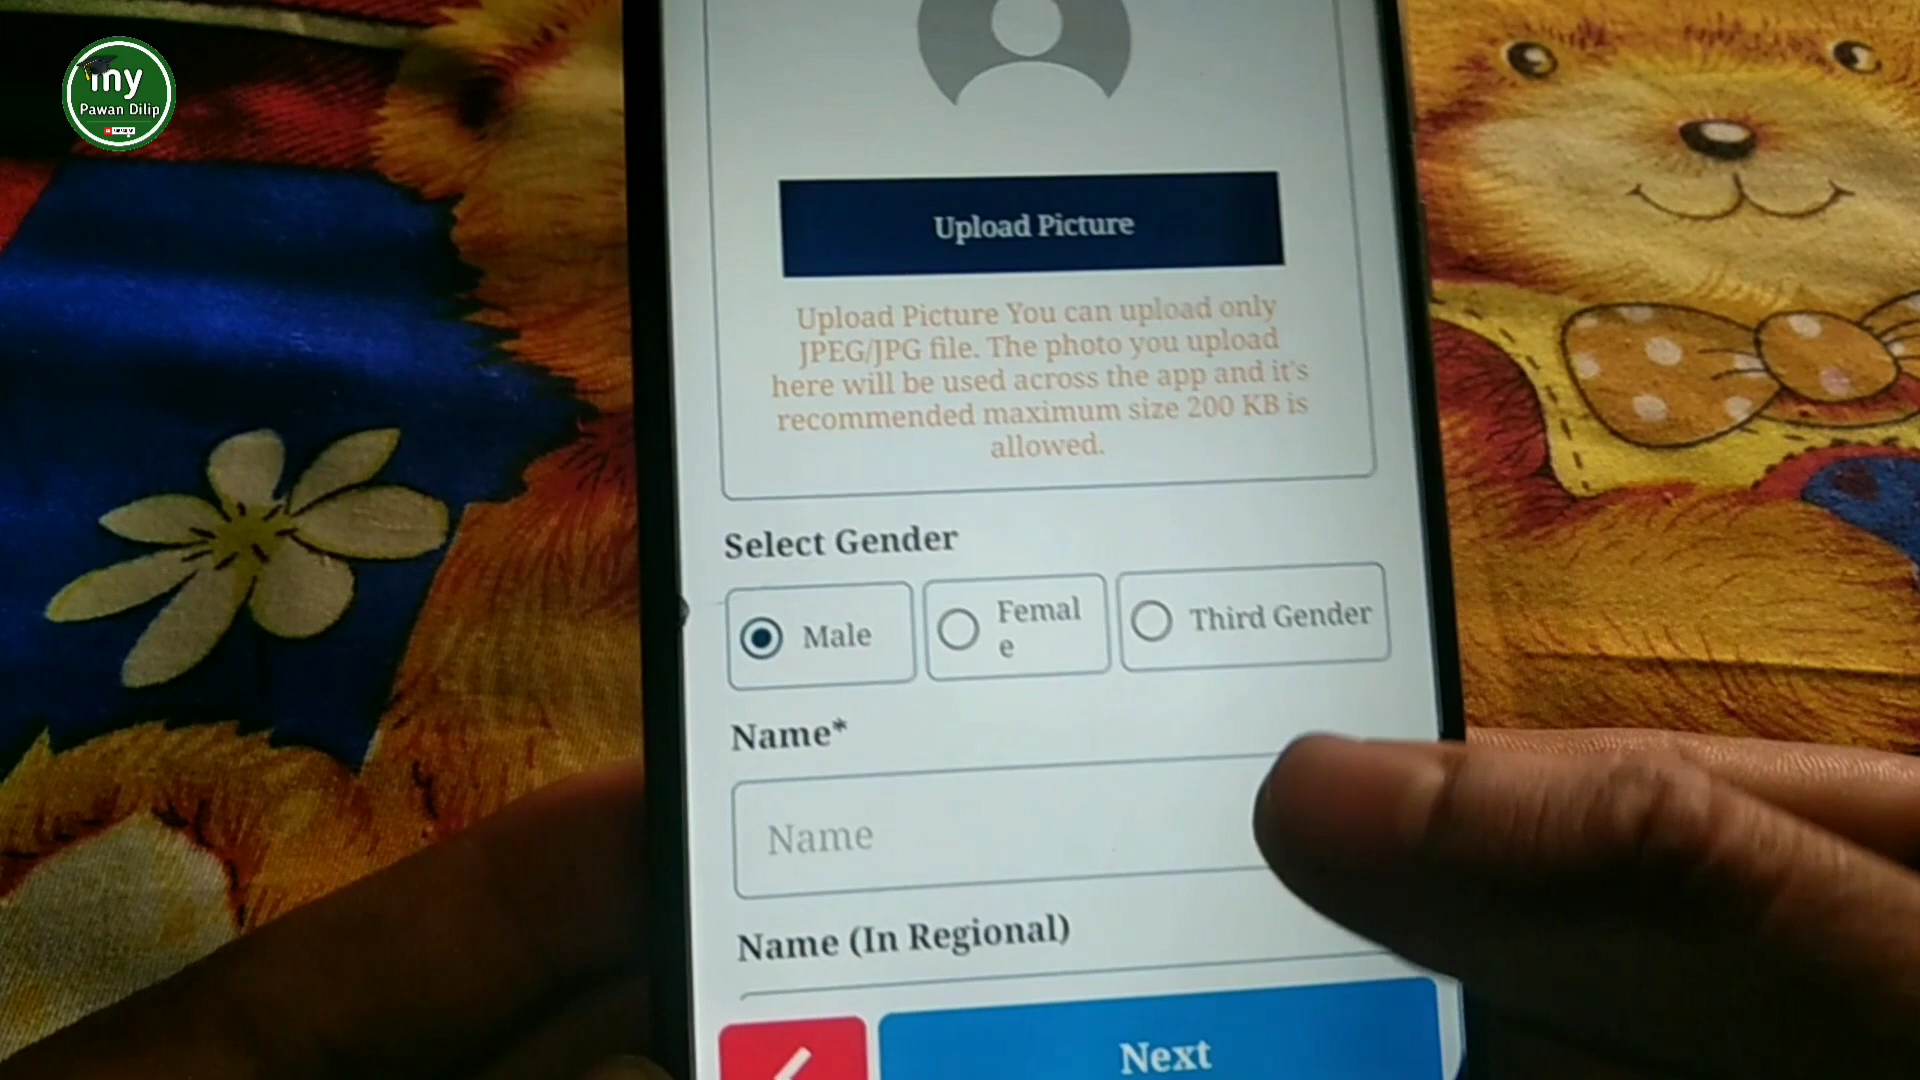 my
Pawan Dilip
SUBSCRIBE
Upload Picture
Upload Picture You can upload only
JPEG/JPG file. The photo you upload
here will be used across the app and it's
recommended maximum size 200 KB is
allowed.
Select Gender
Male
Femal
e
Third Gender
Name*
Name
Name (In Regional)
Next